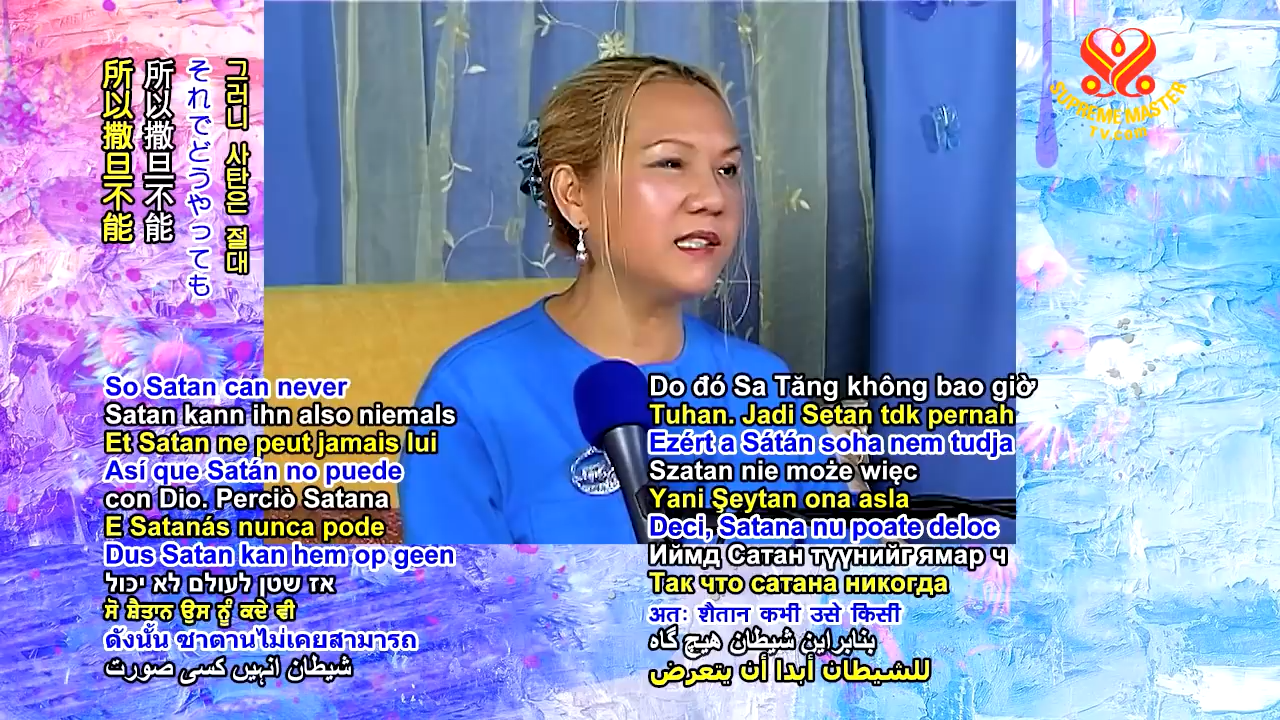 所以撒旦不能
所以撒旦不能
それでどうやっても
그러니 사탄은 절대
SUPREME MASTER
TV.com
So Satan can never
Satan kann ihn also niemals
Et Satan ne peut jamais lui
Así que Satán no puede
con Dio. Perciò Satana
E Satanás nunca pode
Dus Satan kan hem op geen
אז שטן לעולם לא יכול
ਸੋ ਸ਼ੈਤਾਨ ਉਸ ਨੂੰ ਕਦੇ ਵੀ
ดังนั้น ซาตานไม่เคยสามารถ
شیطان انہیں کسی صورت
Do đó Sa Tăng không bao giờ
Tuhan. Jadi Setan tdk pernah
Ezért a Sátán soha nem tudja
Szatan nie może więc
Yani Şeytan ona asla
Deci, Satana nu poate deloc
Иймд Сатан түүнийг ямар ч
Так что сатана никогда
अतः शैतान कभी उसे किसी
بنابراین شیطان هیچ گاه
للشيطان أبدا أن يتعرض